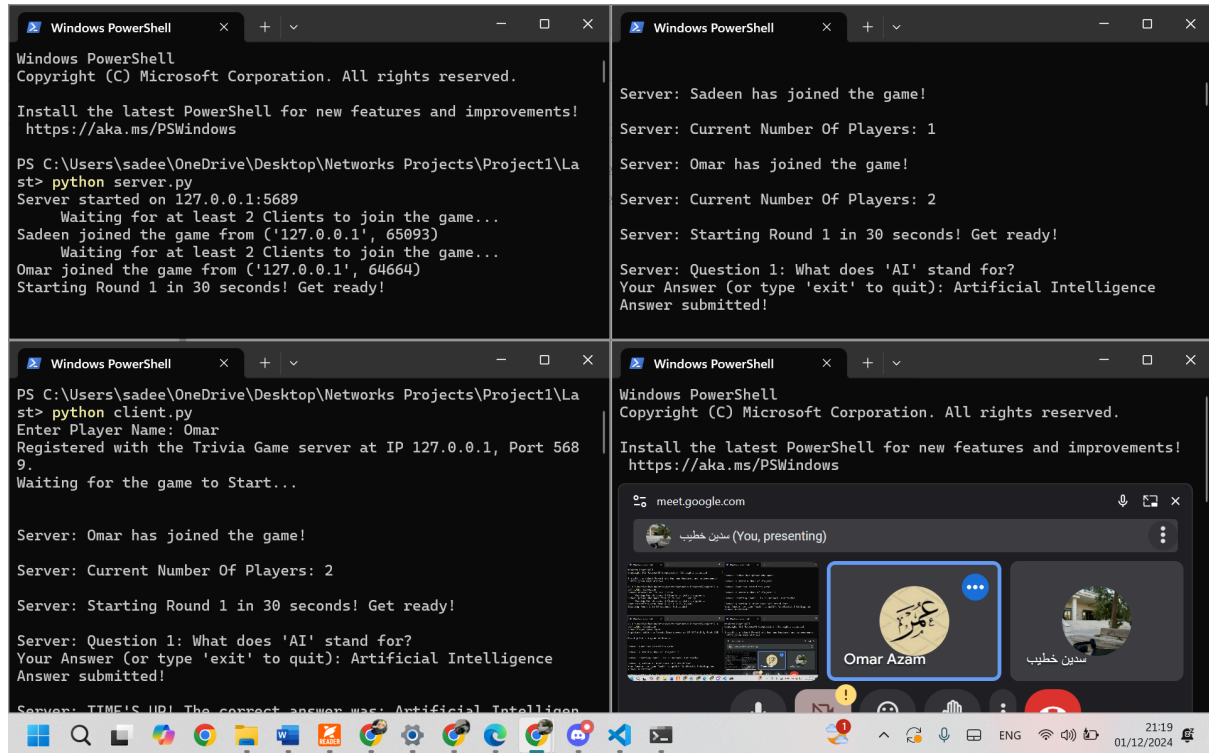 Windows PowerShell
Windows PowerShell
Copyright (C) Microsoft Corporation. All rights reserved.
Install the latest PowerShell for new features and improvements!
https://aka.ms/PSWindows
PS C:\Users\sadee\OneDrive\Desktop\Networks Projects\Project1\La
st> python server.py
Server started on 127.0.0.1:5689
Waiting for at least 2 Clients to join the game...
Sadeen joined the game from ('127.0.0.1', 65093)
Waiting for at least 2 Clients to join the game...
Omar joined the game from ('127.0.0.1', 64664)
Starting Round 1 in 30 seconds! Get ready!
Windows PowerShell
Server: Sadeen has joined the game!
Server: Current Number Of Players: 1
Server: Omar has joined the game!
Server: Current Number Of Players: 2
Server: Starting Round 1 in 30 seconds! Get ready!
Server: Question 1: What does 'AI' stand for?
Your Answer (or type 'exit' to quit): Artificial Intelligence
Answer submitted!
Windows PowerShell
PS C:\Users\sadee\OneDrive\Desktop\Networks Projects\Project1\La
st> python client.py
Enter Player Name: Omar
Registered with the Trivia Game server at IP 127.0.0.1, Port 568
9.
Waiting for the game to Start...
Server: Omar has joined the game!
Server: Current Number Of Players: 2
Server: Starting Round 1 in 30 seconds! Get ready!
Server: Question 1: What does 'AI' stand for?
Your Answer (or type 'exit' to quit): Artificial Intelligence
Answer submitted!
Server: TIME'S UP! The correct answer was: Artificial Intelligen
Windows PowerShell
Windows PowerShell
Copyright (C) Microsoft Corporation. All rights reserved.
Install the latest PowerShell for new features and improvements!
https://aka.ms/PSWindows
meet.google.com
سدين خطيب (You, presenting)
عمر
Omar Azam
سدين خطيب
READER
1
ENG
21:19
01/12/2024